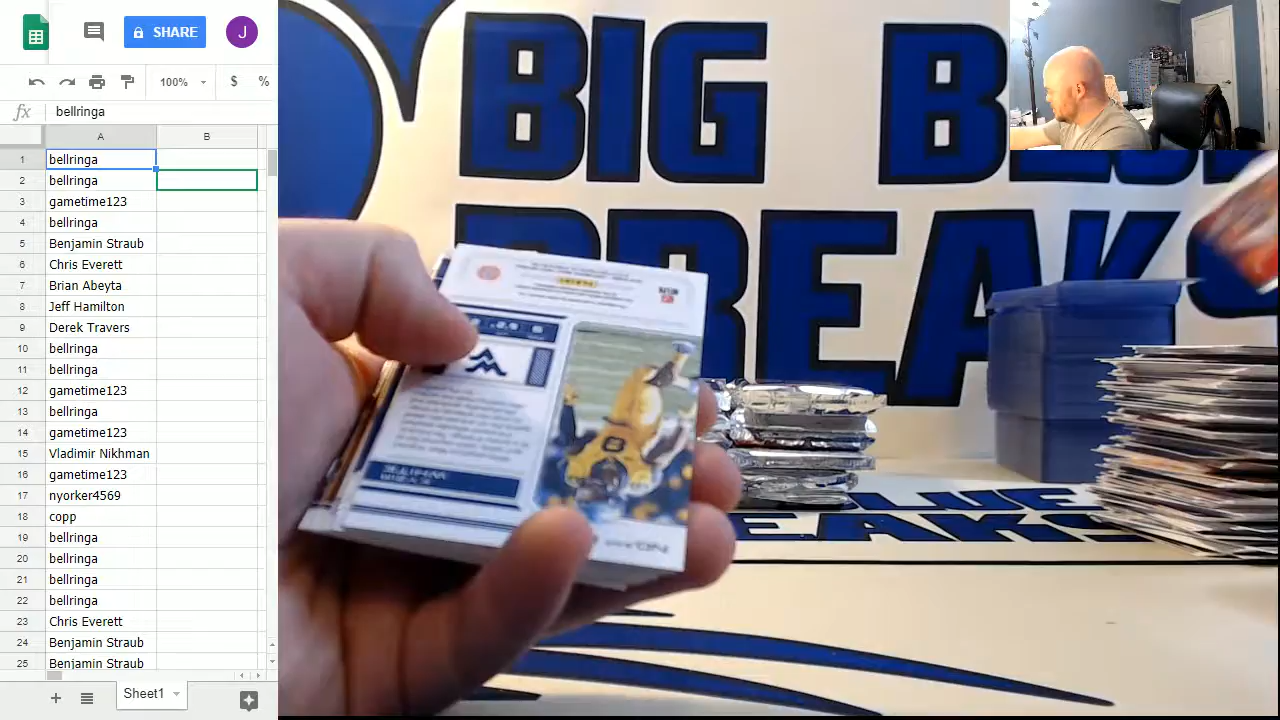 SHARE
J
100%
$
%
fx
bellringa
A
B
1 bellringa
2 bellringa
3 gametime123
4 bellringa
5 Benjamin Straub
6 Chris Everett
7 Brian Abeyta
8 Jeff Hamilton
9 Derek Travers
10 bellringa
11 bellringa
12 gametime123
13 bellringa
14 gametime123
15 Vladimir Nikhman
16 gametime123
17 nyorker4569
18 copp
19 bellringa
20 bellringa
21 bellringa
22 bellringa
23 Chris Everett
24 Benjamin Straub
25 Benjamin Straub
Sheet1
BIG B
BREAKS
BLUE